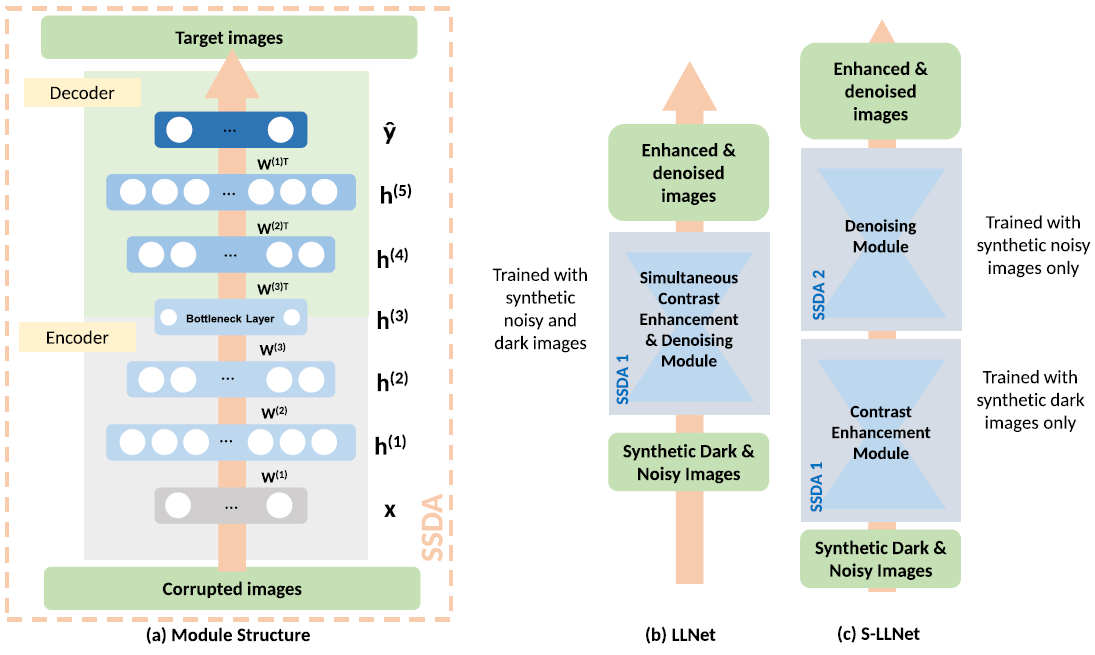 Target images
Decoder
ŷ
...
W(1)T
h(5)
...
W(2)T
h(4)
...
W(3)T
h(3)
Bottleneck Layer
Encoder
W(3)
h(2)
...
W(2)
h(1)
...
W(1)
x
...
SSDA
Corrupted images
(a) Module Structure
Enhanced &
denoised
images
Trained with
synthetic
noisy and
dark images
Simultaneous
Contrast
Enhancement
& Denoising
Module
SSDA 1
Synthetic Dark &
Noisy Images
(b) LLNet
Enhanced &
denoised
images
Denoising
Module
SSDA 2
Trained with
synthetic noisy
images only
Contrast
Enhancement
Module
SSDA 1
Trained with
synthetic dark
images only
Synthetic Dark &
Noisy Images
(c) S-LLNet